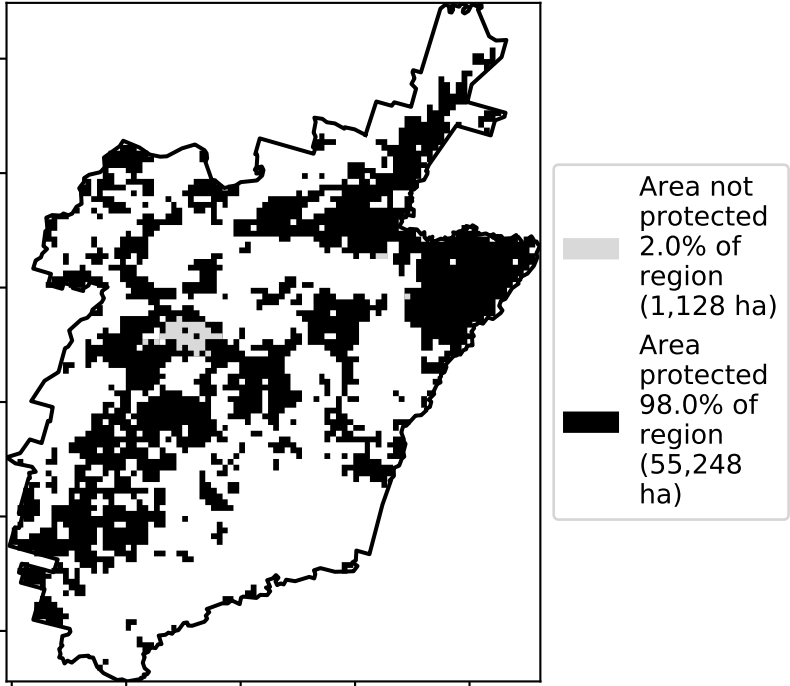 Area not
protected
2.0% of
region
(1,128 ha)
Area
protected
98.0% of
region
(55,248
ha)